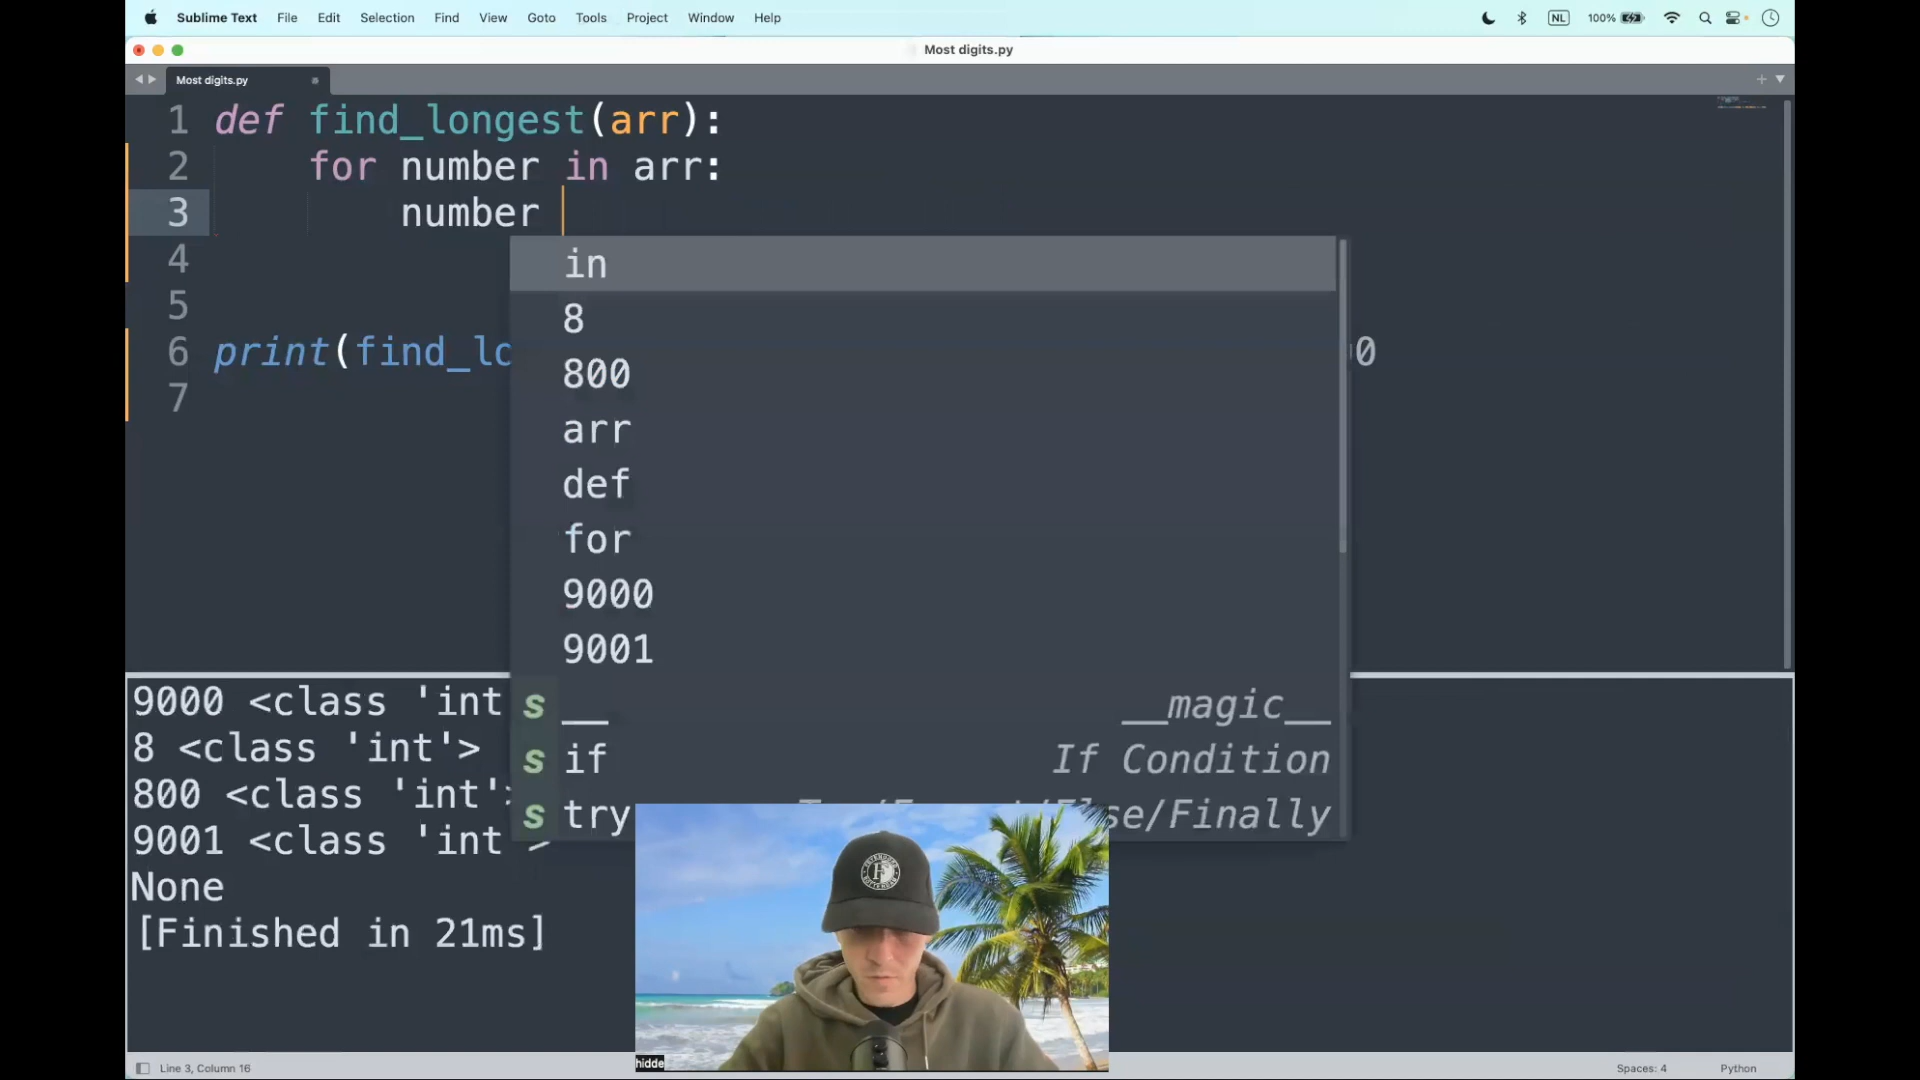 Sublime Text File Edit Selection Find View Goto Tools Project Window Help NL 100%
Most digits.py
Most digits.py
1 def find_longest(arr):
2 for number in arr:
3 number
4
5
6 print(find_lo 0
7
in
8
800
arr
def
for
9000
9001
s __ __magic__
s if If Condition
s try se/Finally
9000 <class 'int
8 <class 'int'>
800 <class 'int'
9001 <class 'int >
None
[Finished in 21ms]
hidde
Line 3, Column 16 Spaces: 4 Python